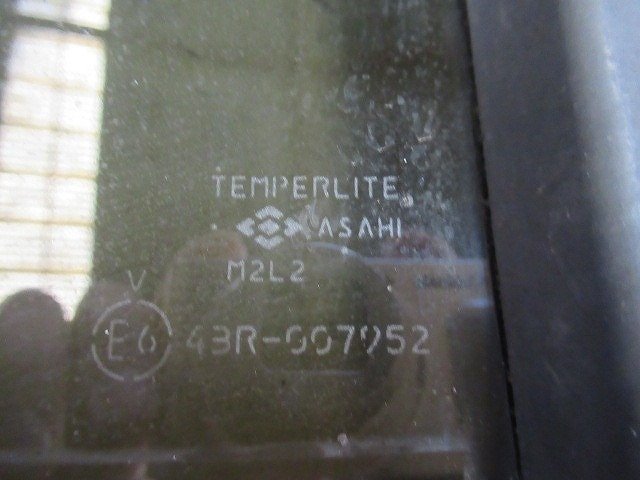 TEMPERLITE
ASAHI
M2L2
V
E6 43R-007952